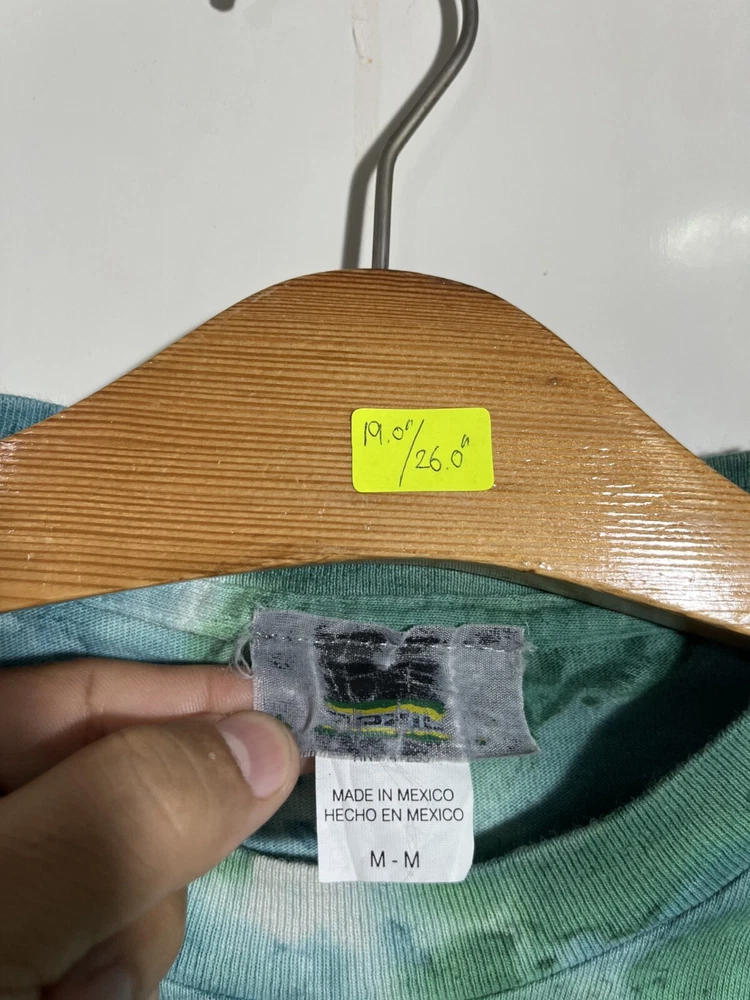 19.0"/26.0"
MADE IN MEXICO
HECHO EN MEXICO
M - M